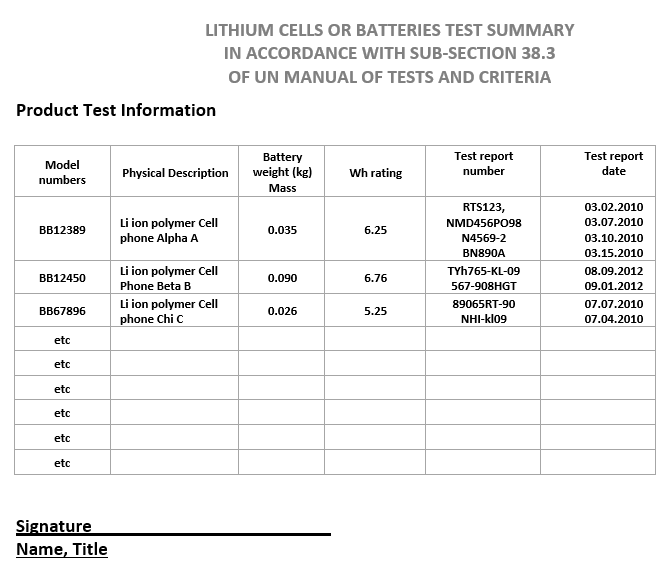 LITHIUM CELLS OR BATTERIES TEST SUMMARY
IN ACCORDANCE WITH SUB-SECTION 38.3
OF UN MANUAL OF TESTS AND CRITERIA
Product Test Information
Model numbers | Physical Description | Battery weight (kg) Mass | Wh rating | Test report number | Test report date
BB12389 | Li ion polymer Cell phone Alpha A | 0.035 | 6.25 | RTS123, NMD456PO98 N4569-2 BN890A | 03.02.2010 03.07.2010 03.10.2010 03.15.2010
BB12450 | Li ion polymer Cell Phone Beta B | 0.090 | 6.76 | TYh765-KL-09 567-908HGT | 08.09.2012 09.01.2012
BB67896 | Li ion polymer Cell phone Chi C | 0.026 | 5.25 | 89065RT-90 NHI-kl09 | 07.07.2010 07.04.2010
etc
etc
etc
etc
etc
etc
Signature
Name, Title